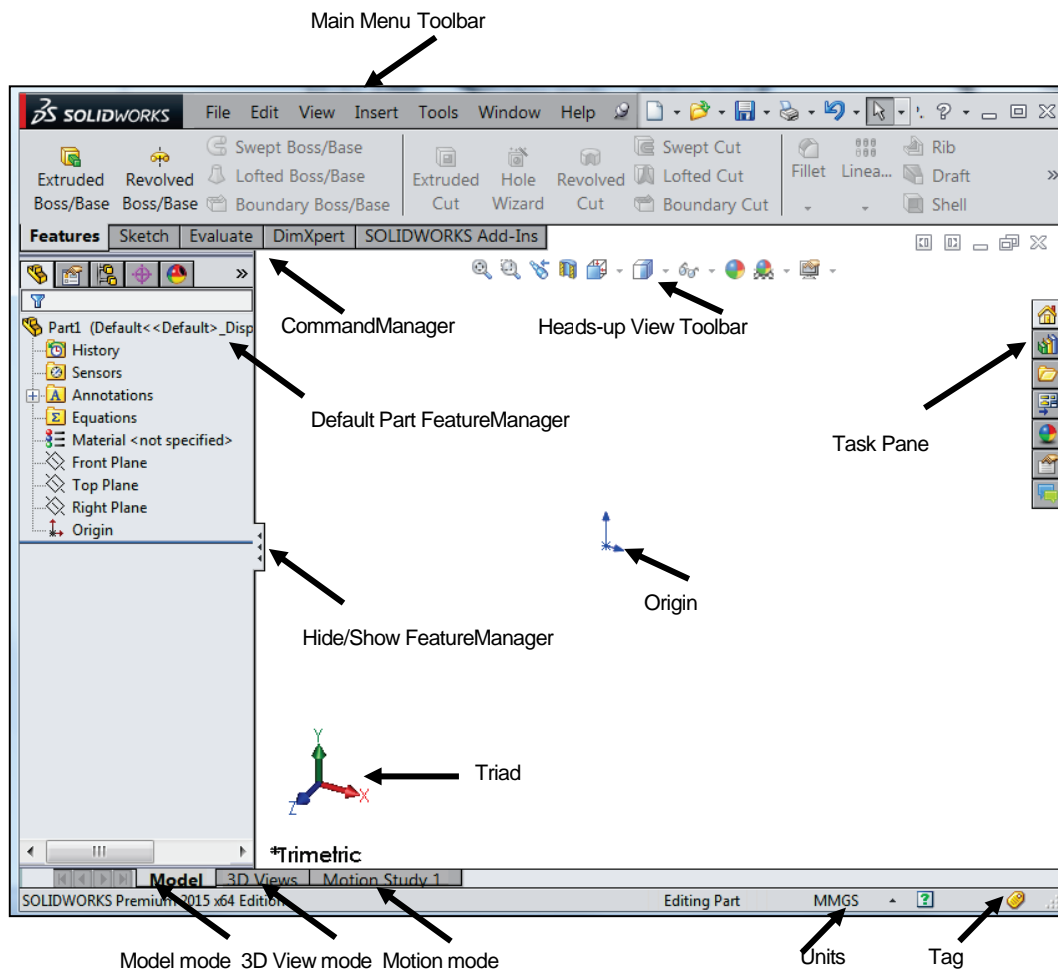 Main Menu Toolbar
SOLIDWORKS File Edit View Insert Tools Window Help
Extruded Boss/Base
Revolved Boss/Base
Swept Boss/Base
Lofted Boss/Base
Boundary Boss/Base
Extruded Cut
Hole Wizard
Revolved Cut
Swept Cut
Lofted Cut
Boundary Cut
Fillet
Linea...
Rib
Draft
Shell
Features Sketch Evaluate DimXpert SOLIDWORKS Add-Ins
CommandManager
Heads-up View Toolbar
Part1 (Default<<Default>_Disp
History
Sensors
Annotations
Equations
Material <not specified>
Front Plane
Top Plane
Right Plane
Origin
Default Part FeatureManager
Task Pane
Origin
Hide/Show FeatureManager
Y
X
Z
Triad
*Trimetric
Model 3D Views Motion Study 1
SOLIDWORKS Premium 2015 x64 Edition
Editing Part
MMGS
Model mode 3D View mode Motion mode
Units
Tag